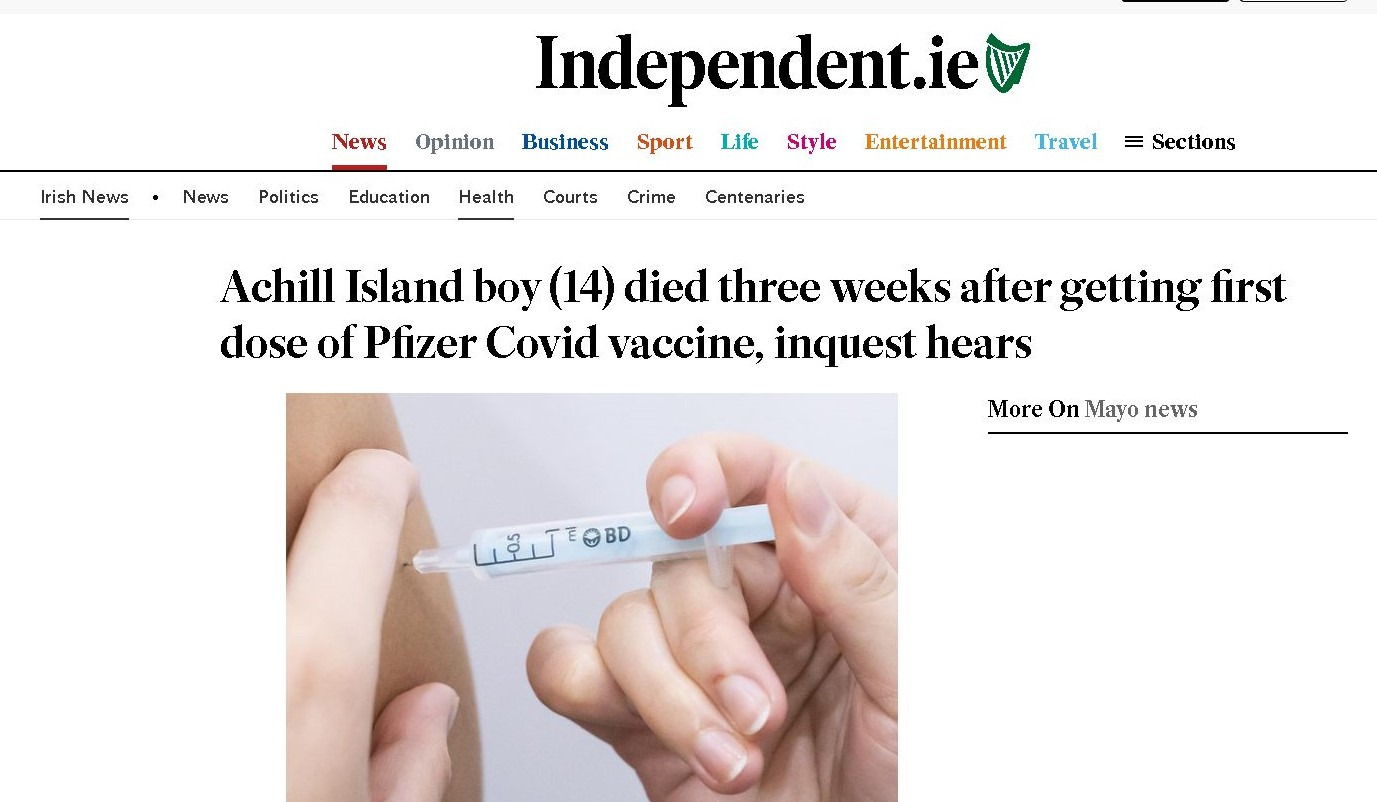 Independent.ie
News Opinion Business Sport Life Style Entertainment Travel Sections
Irish News • News Politics Education Health Courts Crime Centenaries
Achill Island boy (14) died three weeks after getting first
dose of Pfizer Covid vaccine, inquest hears
More On Mayo news
0.5 E BD